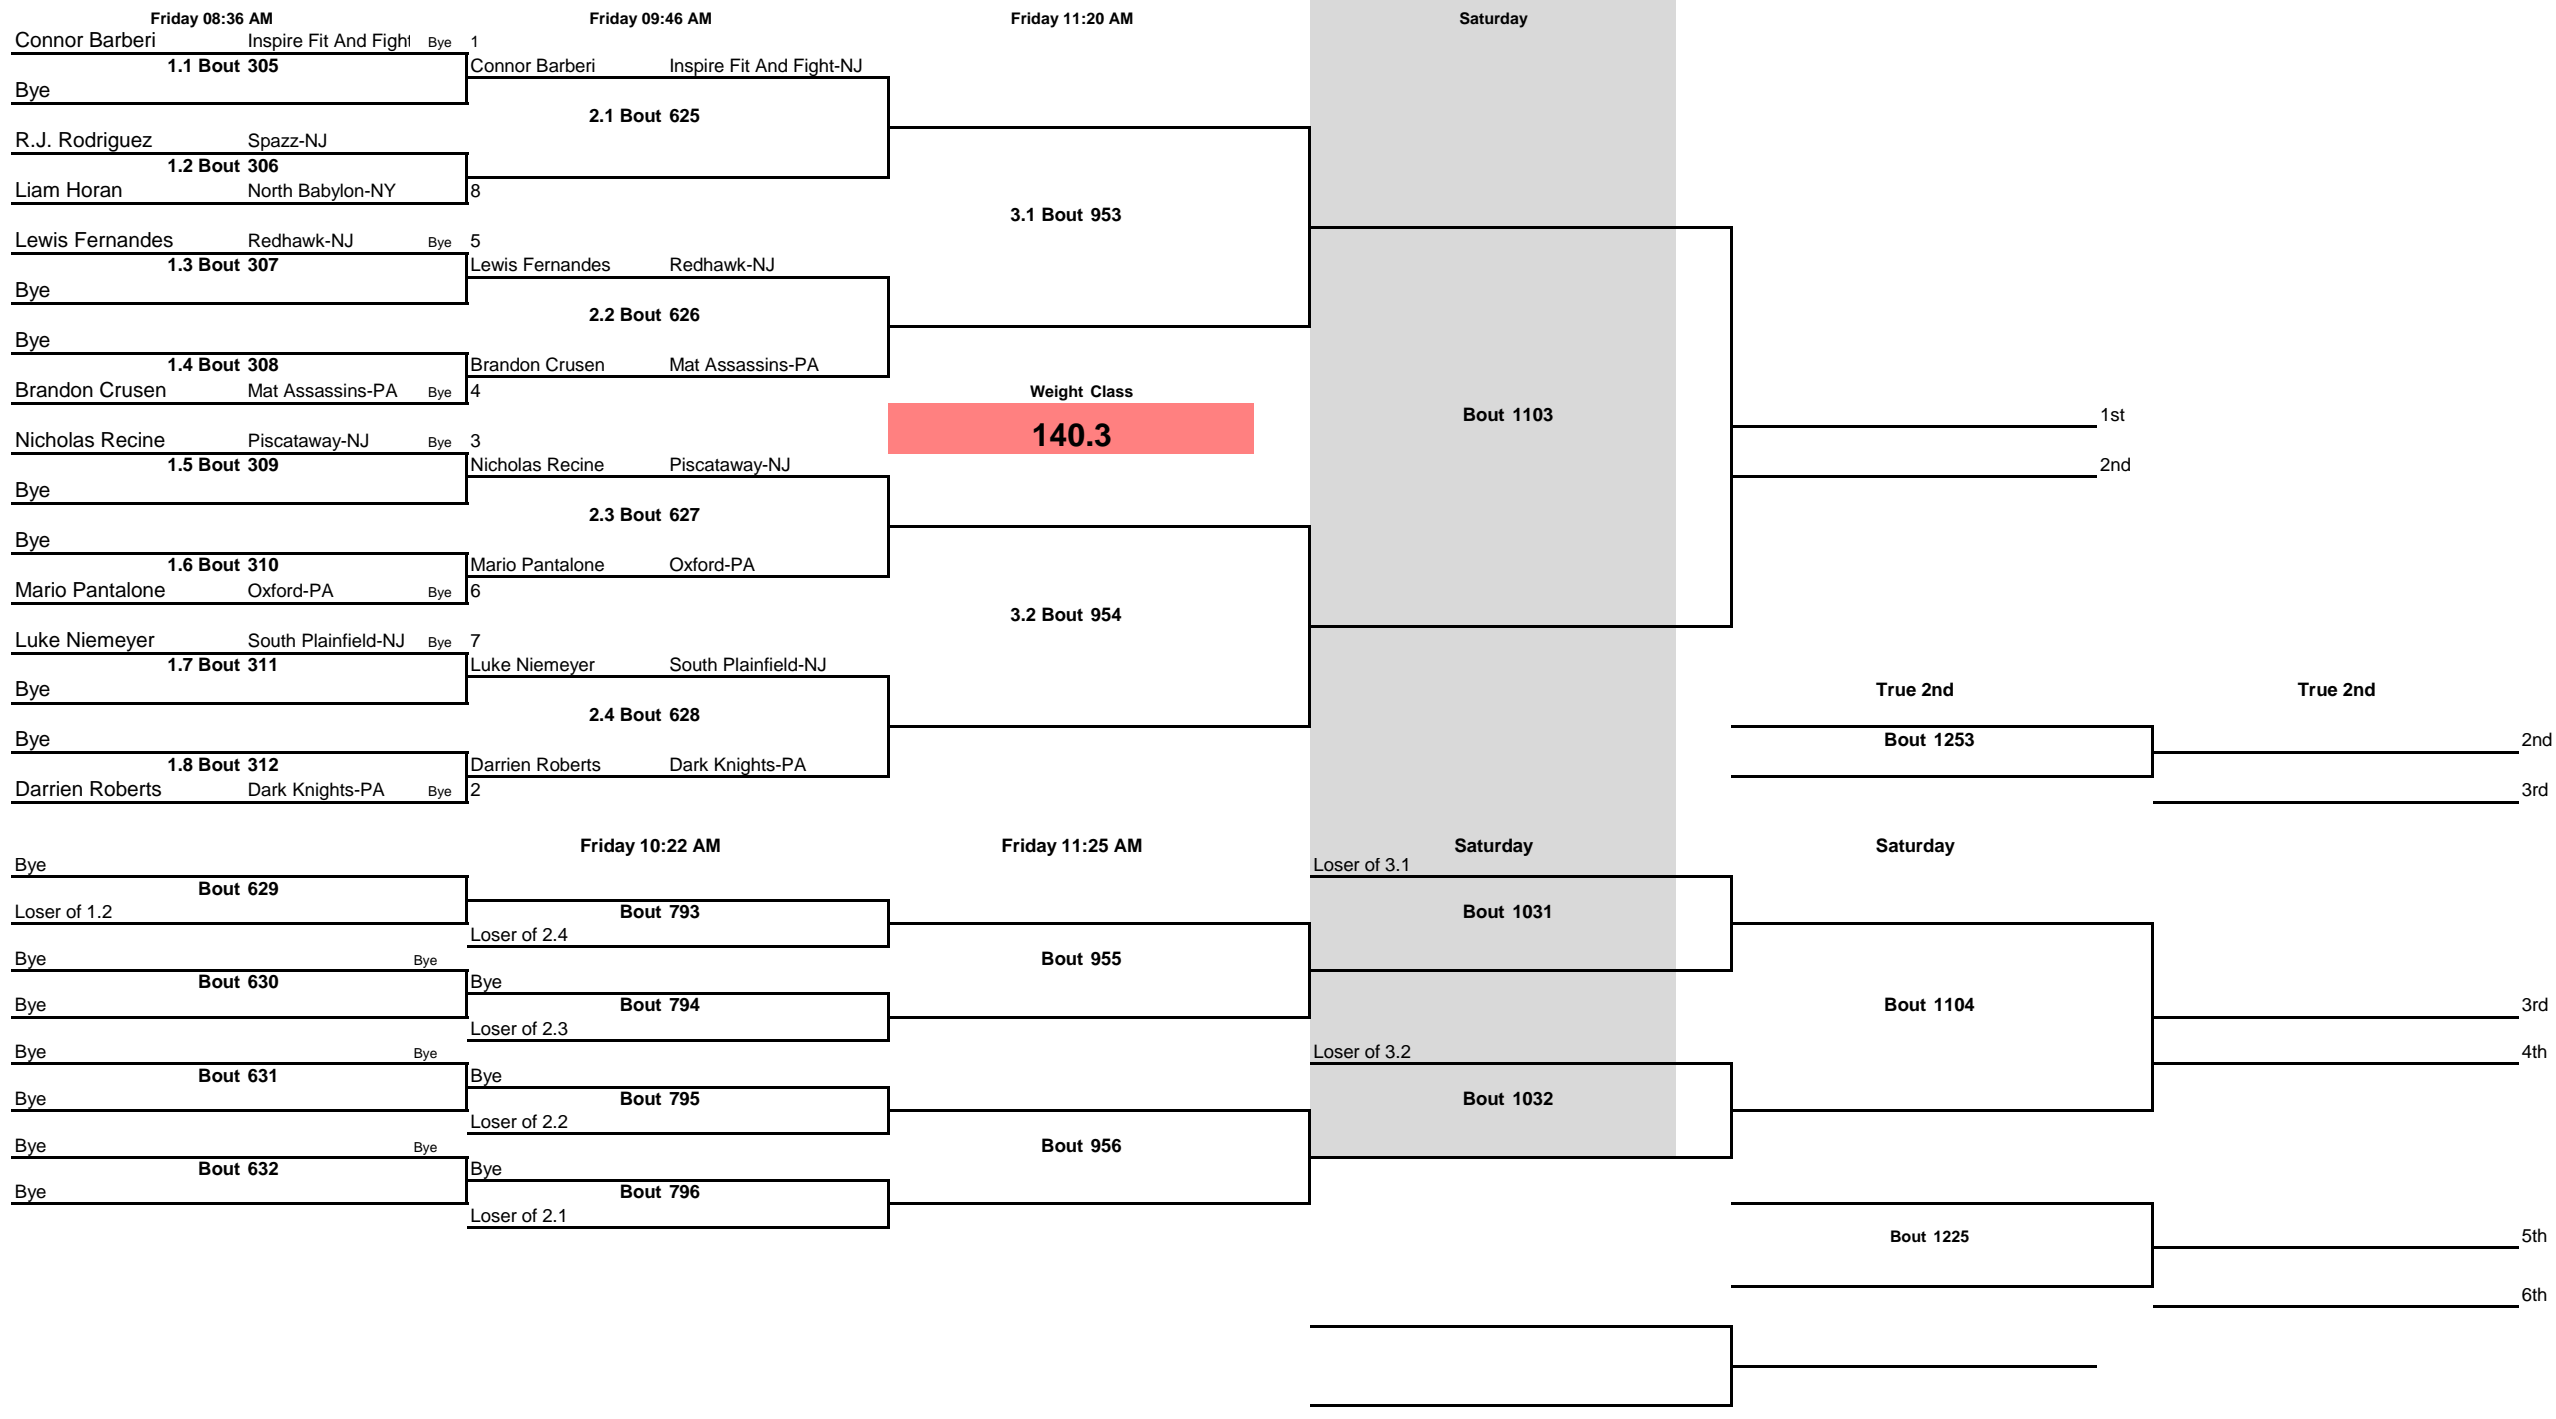 Friday 08:36 AM Friday 09:46 AM Friday 11:20 AM Saturday
Connor Barberi Inspire Fit And Fight Bye 1
1.1 Bout 305 Connor Barberi Inspire Fit And Fight-NJ
Bye
2.1 Bout 625
R.J. Rodriguez Spazz-NJ
1.2 Bout 306
Liam Horan North Babylon-NY 8
3.1 Bout 953
Lewis Fernandes Redhawk-NJ Bye 5
1.3 Bout 307 Lewis Fernandes Redhawk-NJ
Bye
2.2 Bout 626
Bye
1.4 Bout 308 Brandon Crusen Mat Assassins-PA
Brandon Crusen Mat Assassins-PA Bye 4 Weight Class
Bout 1103 1st
Nicholas Recine Piscataway-NJ Bye 3 140.3
1.5 Bout 309 Nicholas Recine Piscataway-NJ 2nd
Bye
2.3 Bout 627
Bye
1.6 Bout 310 Mario Pantalone Oxford-PA
Mario Pantalone Oxford-PA Bye 6
3.2 Bout 954
Luke Niemeyer South Plainfield-NJ Bye 7
1.7 Bout 311 Luke Niemeyer South Plainfield-NJ
Bye True 2nd True 2nd
2.4 Bout 628
Bye Bout 1253 2nd
1.8 Bout 312 Darrien Roberts Dark Knights-PA
Darrien Roberts Dark Knights-PA Bye 2 3rd
Friday 10:22 AM Friday 11:25 AM Saturday Saturday
Bye Loser of 3.1
Bout 629
Loser of 1.2 Bout 793 Bout 1031
Loser of 2.4
Bye Bye Bout 955
Bout 630 Bye
Bye Bout 794 Bout 1104 3rd
Loser of 2.3
Bye Bye Loser of 3.2 4th
Bout 631 Bye
Bye Bout 795 Bout 1032
Loser of 2.2
Bye Bye Bout 956
Bout 632 Bye
Bye Bout 796
Loser of 2.1
Bout 1225 5th
6th